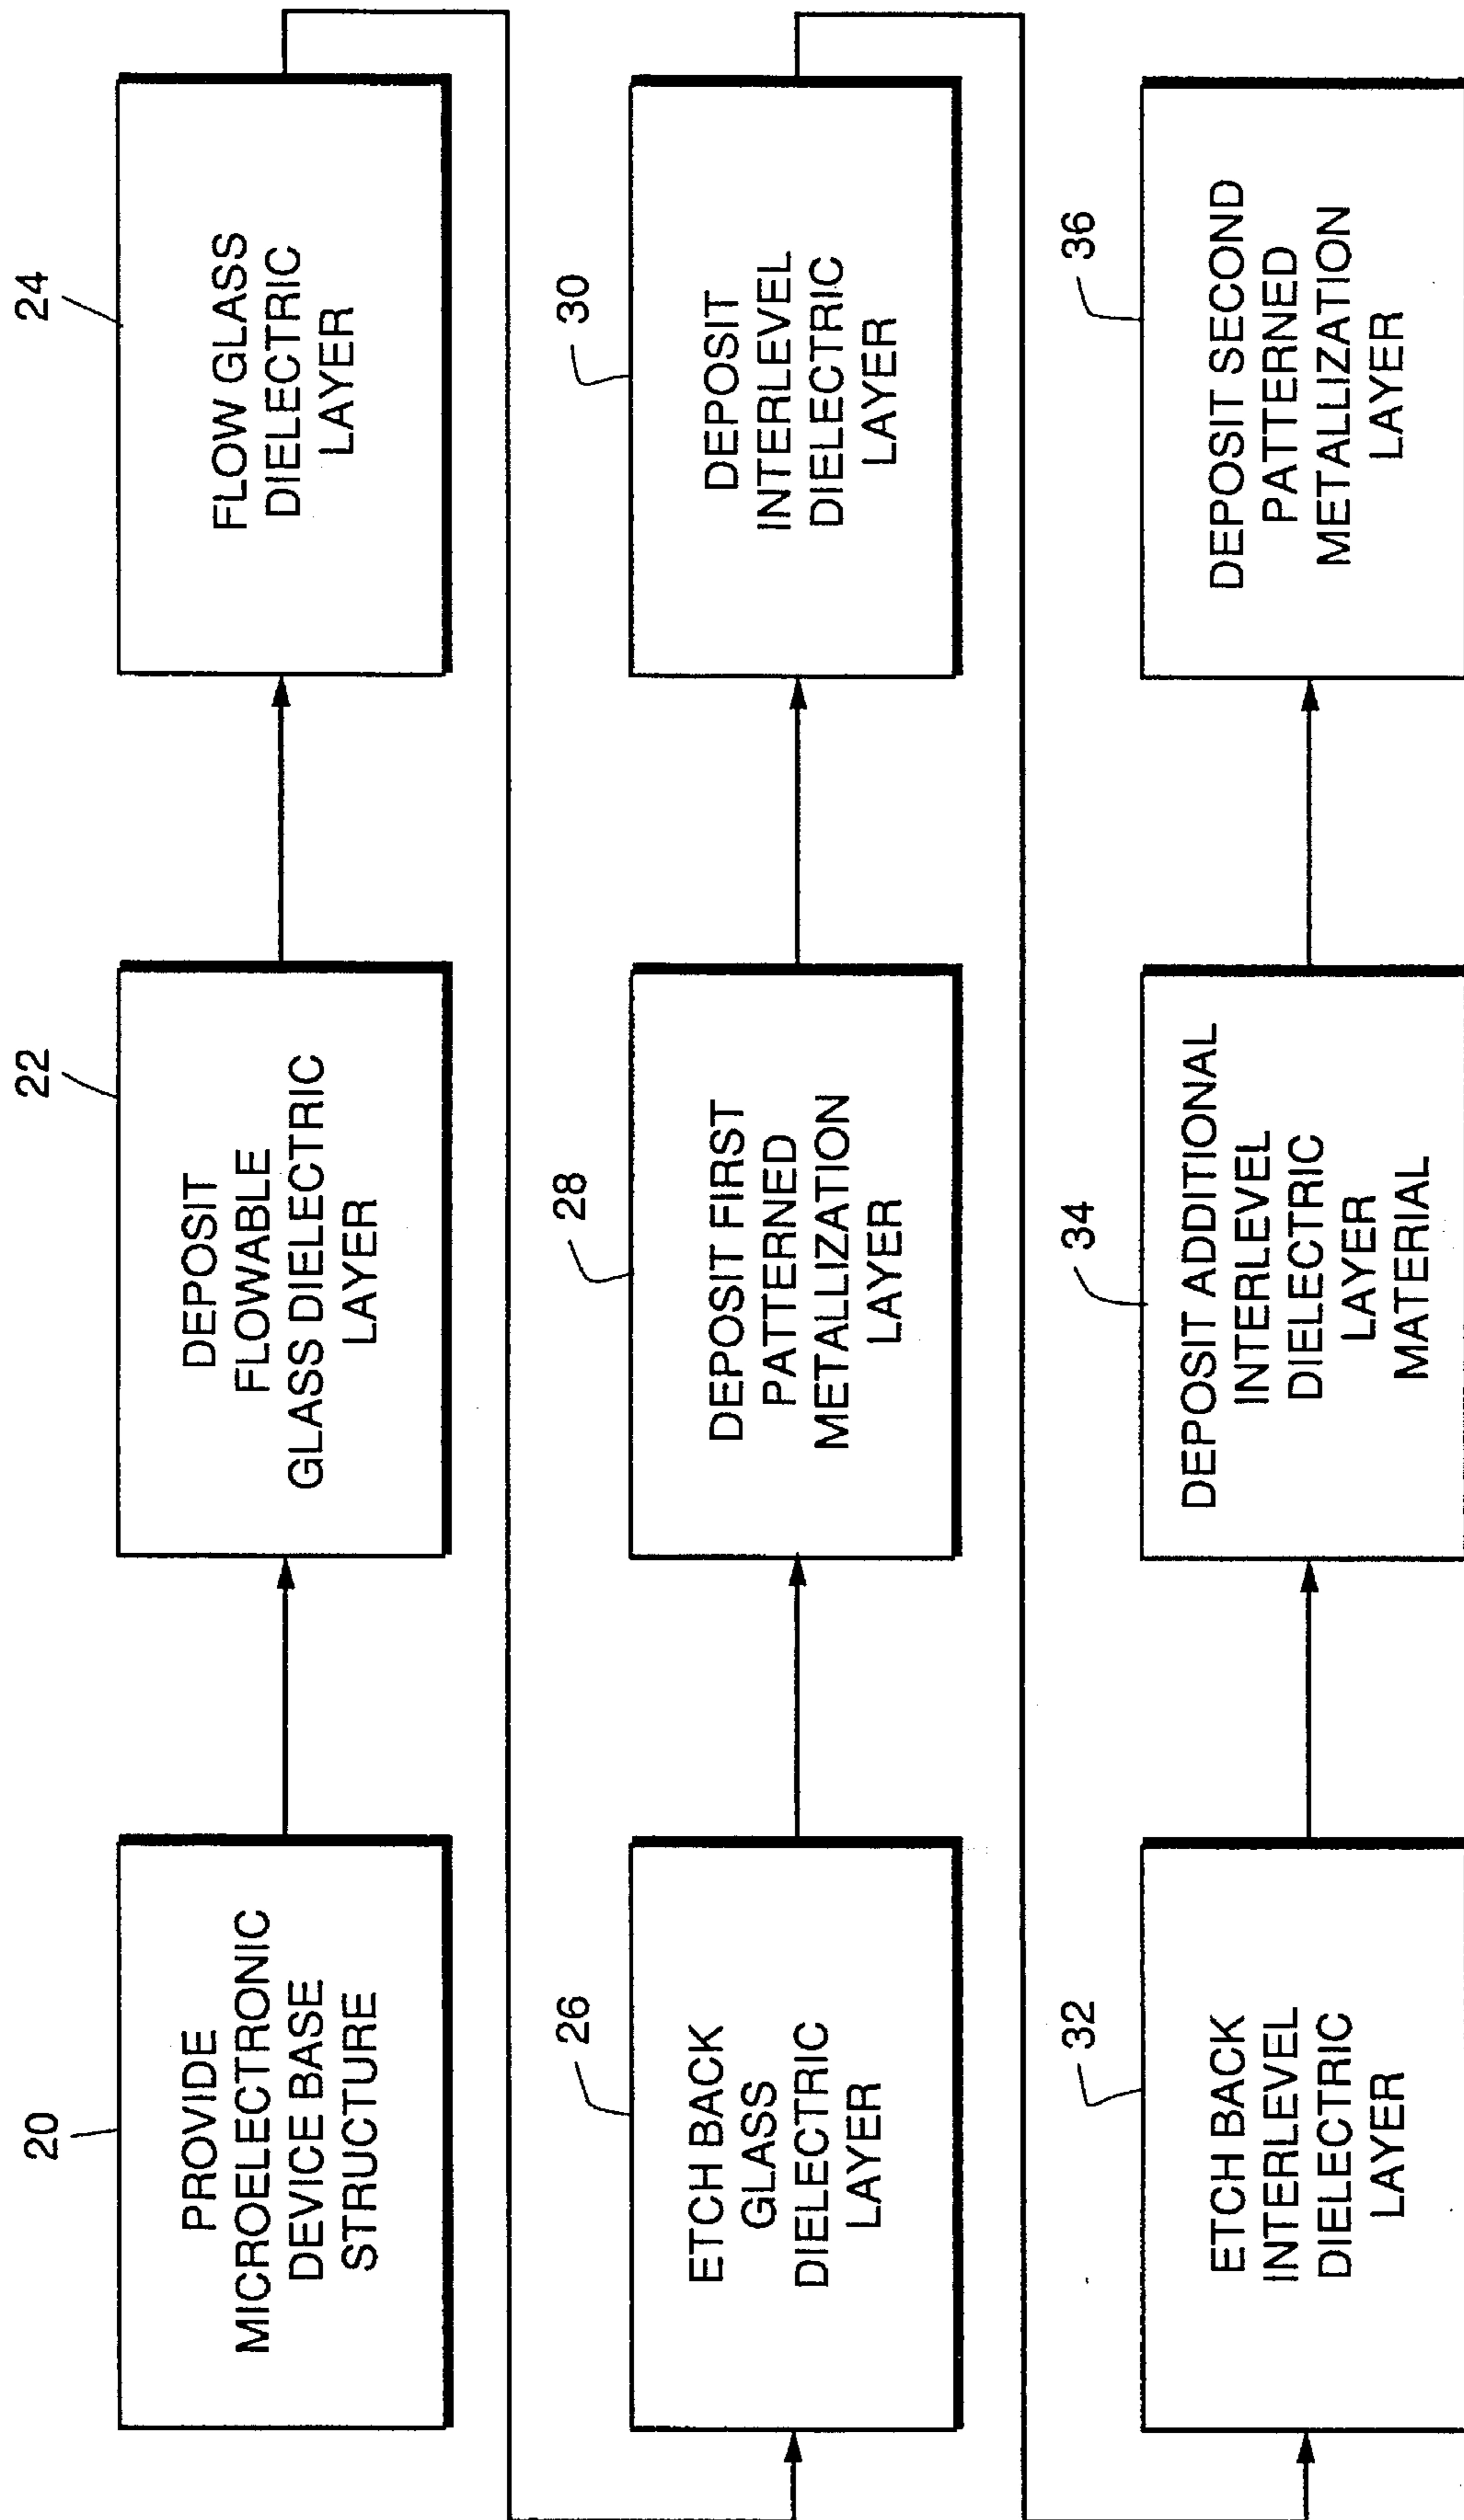 20
PROVIDE
MICROELECTRONIC
DEVICE BASE
STRUCTURE
22
DEPOSIT
FLOWABLE
GLASS DIELECTRIC
LAYER
24
FLOW GLASS
DIELECTRIC
LAYER
26
ETCH BACK
GLASS
DIELECTRIC
LAYER
28
DEPOSIT FIRST
PATTERNED
METALLIZATION
LAYER
30
DEPOSIT
INTERLEVEL
DIELECTRIC
LAYER
32
ETCH BACK
INTERLEVEL
DIELECTRIC
LAYER
34
DEPOSIT ADDITIONAL
INTERLEVEL
DIELECTRIC
LAYER
MATERIAL
36
DEPOSIT SECOND
PATTERNED
METALLIZATION
LAYER